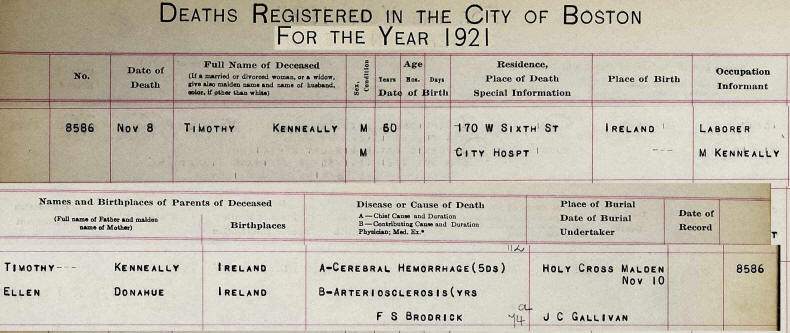 DEATHS REGISTERED IN THE CITY OF BOSTON
FOR THE YEAR 1921
No.
Date of
Death
Full Name of Deceased
(If a married or divorced woman, or a widow,
give also maiden name and name of husband,
color, if other than white)
Sex,
Condition
Age
Years Mos. Days
Date of Birth
Residence,
Place of Death
Special Information
Place of Birth
Occupation
Informant
8586 NOV 8 TIMOTHY KENNEALLY M 60 170 W SIXTH ST IRELAND LABORER
M CITY HOSPT --- M KENNEALLY
Names and Birthplaces of Parents of Deceased
(Full name of Father and maiden
name of Mother)
Birthplaces
Disease or Cause of Death
A — Chief Cause and Duration
B — Contributing Cause and Duration
Physician; Med. Ex.*
Place of Burial
Date of Burial
Undertaker
Date of
Record
T
TIMOTHY--- KENNEALLY IRELAND A-CEREBRAL HEMORRHAGE(5DS) HOLY CROSS MALDEN 8586
NOV 10
ELLEN DONAHUE IRELAND B-ARTERIOSCLEROSIS(YRS
F S BRODRICK 74 J C GALLIVAN